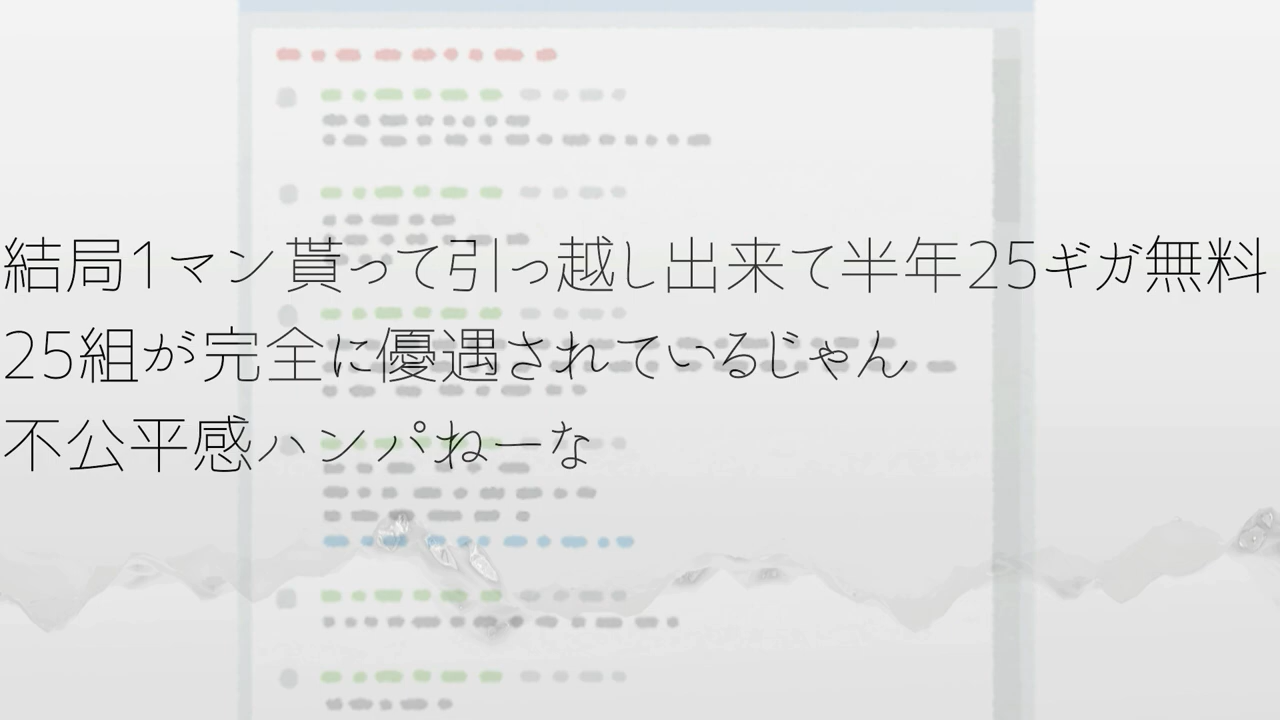 結局1マン貰って引っ越し出来て半年25ギガ無料
25組が完全に優遇されているじゃん
不公平感ハンパねーな